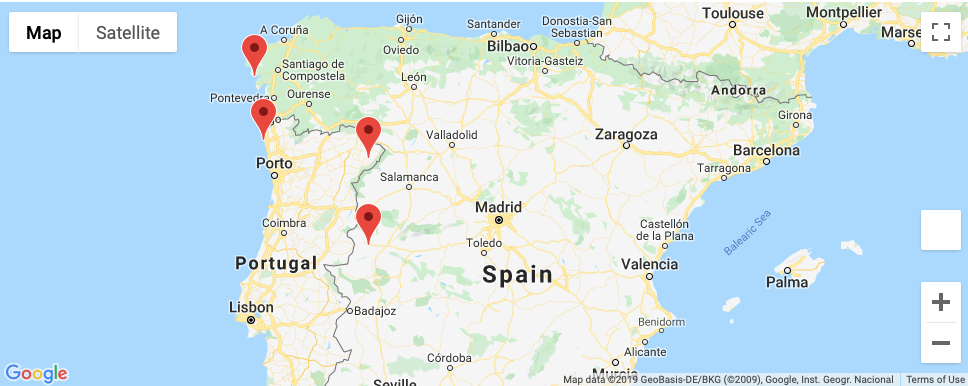 Map
Satellite
A Coruña
Gijón
Santander
Donostia-San
Sebastian
Toulouse
Montpellier
Marse
Oviedo
Bilbao
Santiago de
Compostela
León
Vitoria-Gasteiz
Pontevedra
Ourense
Andorra
go
Girona
Valladolid
Zaragoza
Barcelona
Porto
Tarragona
Salamanca
Madrid
Coimbra
Toledo
Castellón
de la Plana
Balearic Sea
Portugal
Spain
Valencia
Palma
Lisbon
Badajoz
Benidorm
Alicante
Córdoba
Murcia
Seville
Google
Map data ©2019 GeoBasis-DE/BKG (©2009), Google, Inst. Geogr. Nacional
Terms of Use